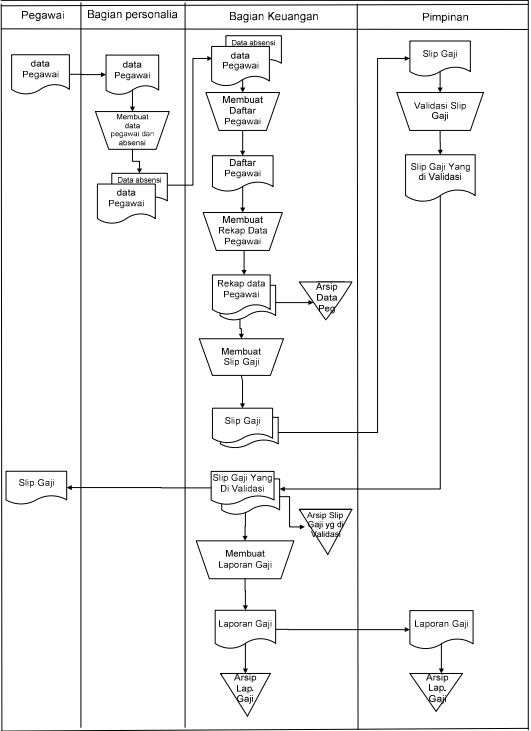 Pegawai
Bagian personalia
Bagian Keuangan
Pimpinan
data
Pegawai
data
Pegawai
Membuat
data
pegawai dan
absensi
Data absensi
data
Pegawai
Data absensi
data
Pegawai
Membuat
Daftar
Pegawai
Daftar
Pegawai
Membuat
Rekap Data
Pegawai
Rekap data
Pegawai
Arsip
Data
Peg
Membuat
Slip Gaji
Slip Gaji
Slip Gaji
Validasi Slip
Gaji
Slip Gaji Yang
di Validasi
Slip Gaji Yang
Di Validasi
Slip Gaji
Arsip Slip
Gaji yg di
Validasi
Membuat
Laporan Gaji
Laporan Gaji
Laporan Gaji
Arsip
Lap.
Gaji
Arsip
Lap.
Gaji